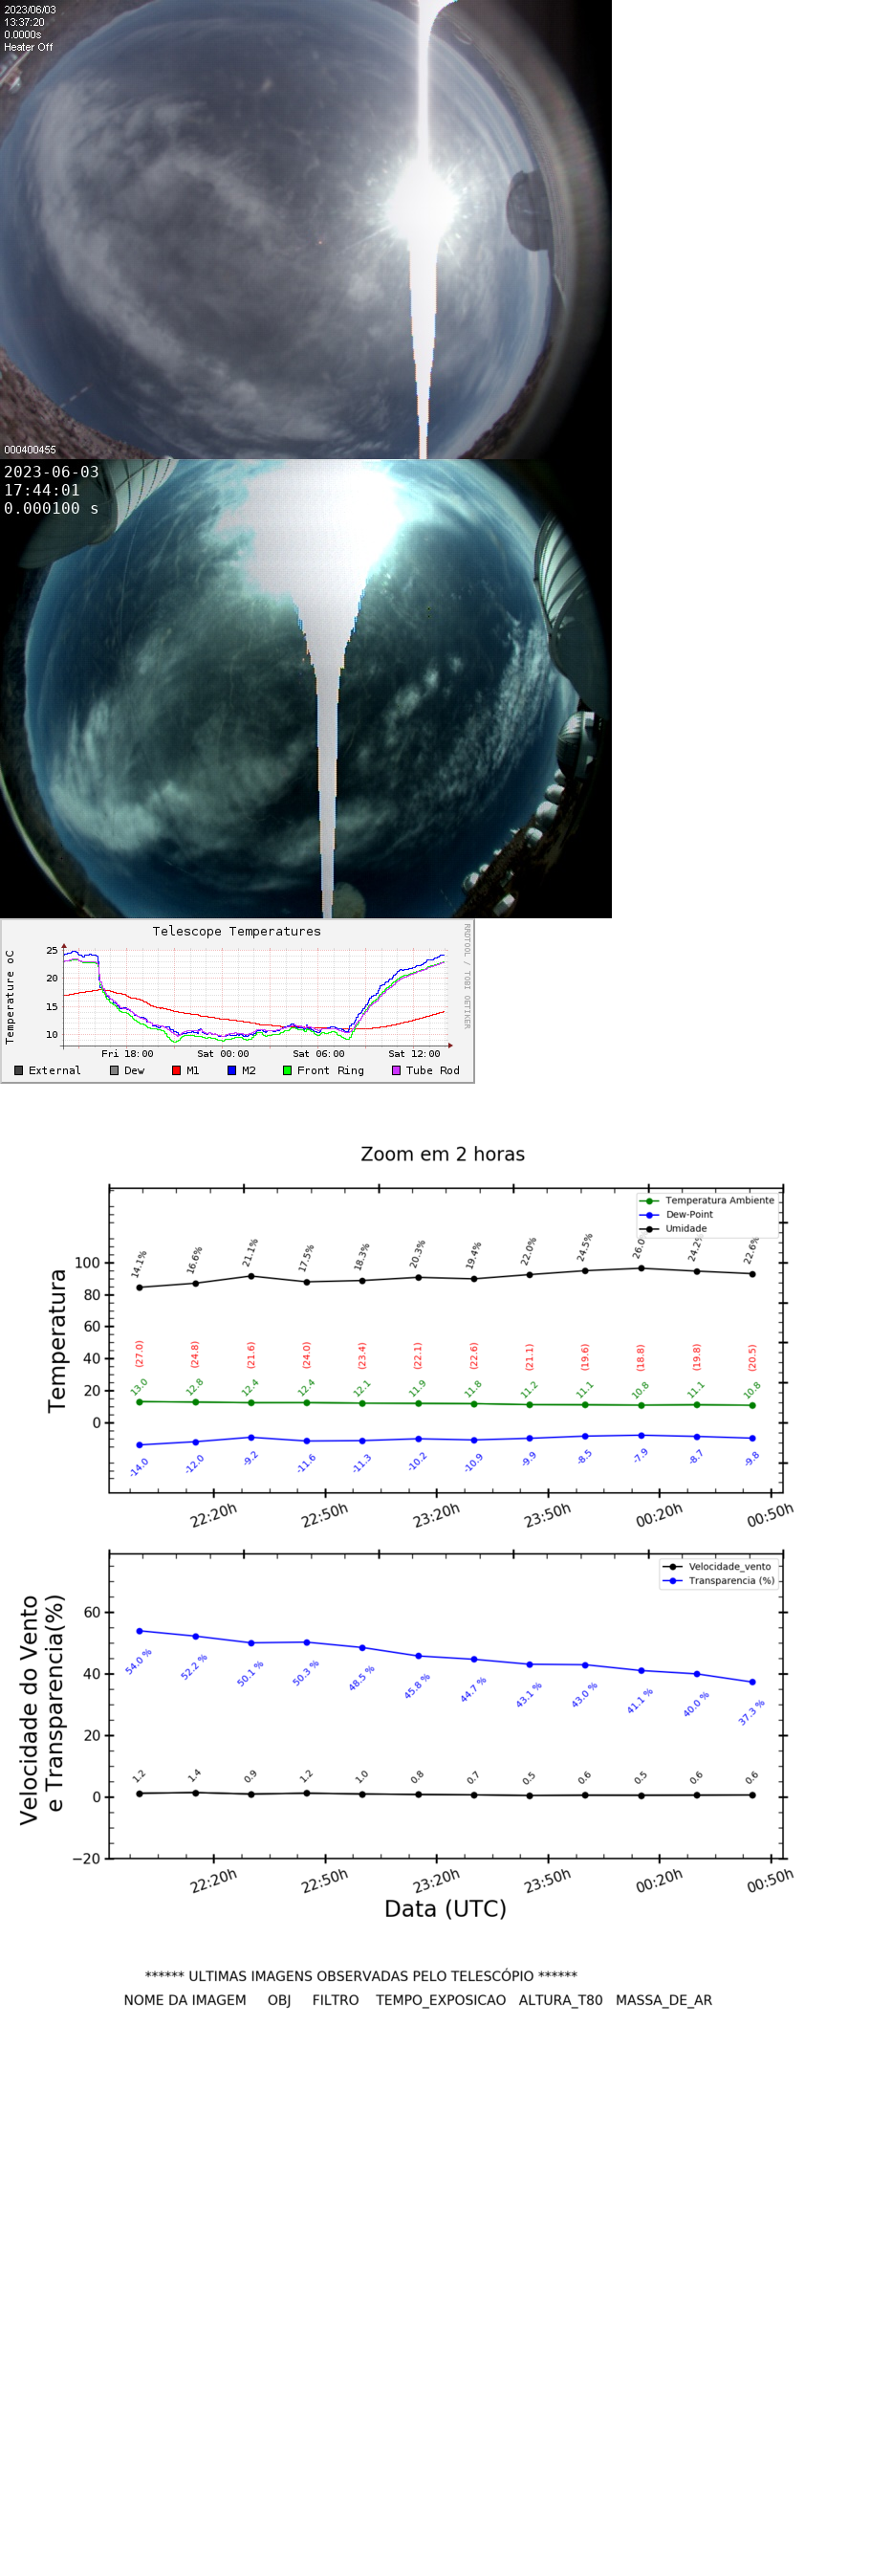 2023/06/03
13:37:20
0.0000s
Heater Off
000400455
2023-06-03
17:44:01
0.000100 s
Telescope Temperatures
RRDTOOL / TOBI OETIKER
Temperature oC
25
20
15
10
Fri 18:00 Sat 00:00 Sat 06:00 Sat 12:00
External Dew M1 M2 Front Ring Tube Rod
Zoom em 2 horas
Temperatura Ambiente
Dew-Point
Umidade
Temperatura
100
80
60
40
20
0
14.1% 16.6% 21.1% 17.5% 18.3% 20.3% 19.4% 22.0% 24.5% 26.0 24.2% 22.6%
(27.0) (24.8) (21.6) (24.0) (23.4) (22.1) (22.6) (21.1) (19.6) (18.8) (19.8) (20.5)
13.0 12.8 12.4 12.4 12.1 11.9 11.8 11.2 11.1 10.8 11.1 10.8
-14.0 -12.0 -9.2 -11.6 -11.3 -10.2 -10.9 -9.9 -8.5 -7.9 -8.7 -9.8
22:20h 22:50h 23:20h 23:50h 00:20h 00:50h
Velocidade_vento
Transparencia (%)
Velocidade do Vento
e Transparencia(%)
60
40
20
0
−20
54.0 % 52.2 % 50.1 % 50.3 % 48.5 % 45.8 % 44.7 % 43.1 % 43.0 % 41.1 % 40.0 % 37.3 %
1.2 1.4 0.9 1.2 1.0 0.8 0.7 0.5 0.6 0.5 0.6 0.6
22:20h 22:50h 23:20h 23:50h 00:20h 00:50h
Data (UTC)
****** ULTIMAS IMAGENS OBSERVADAS PELO TELESCÓPIO ******
NOME DA IMAGEM OBJ FILTRO TEMPO_EXPOSICAO ALTURA_T80 MASSA_DE_AR